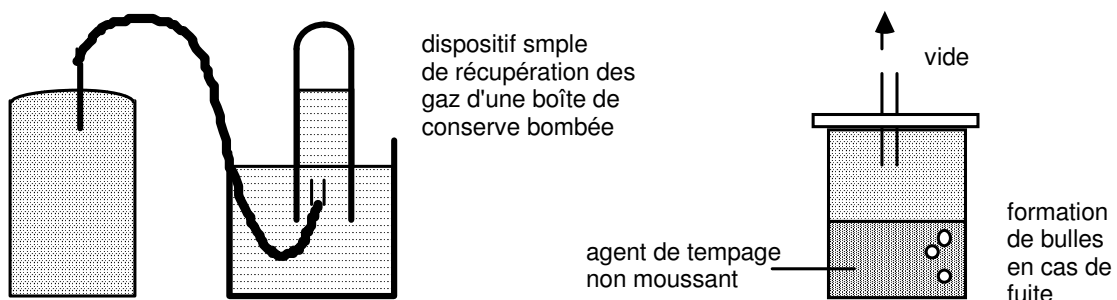 dispositif smple
de récupération des
gaz d'une boîte de
conserve bombée
vide
agent de tempage
non moussant
formation
de bulles
en cas de
fuite